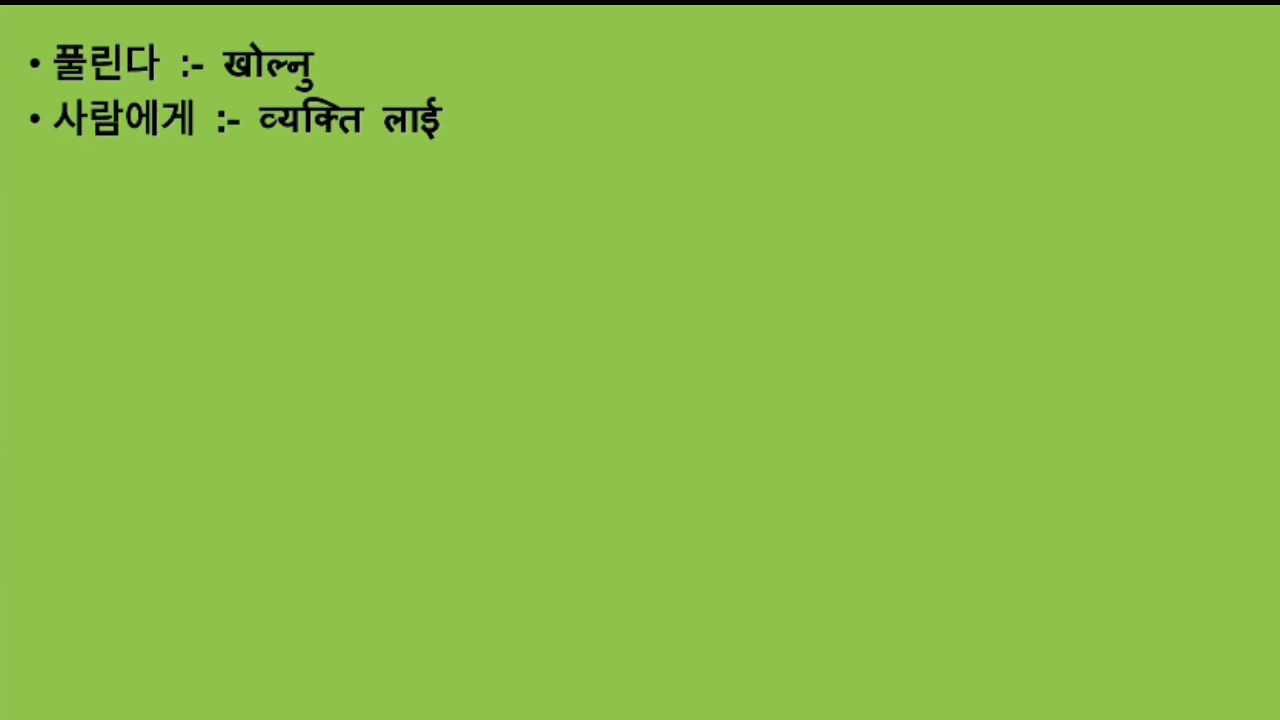 • 풀린다 :- खोल्नु
• 사람에게 :- व्यक्ति लाई